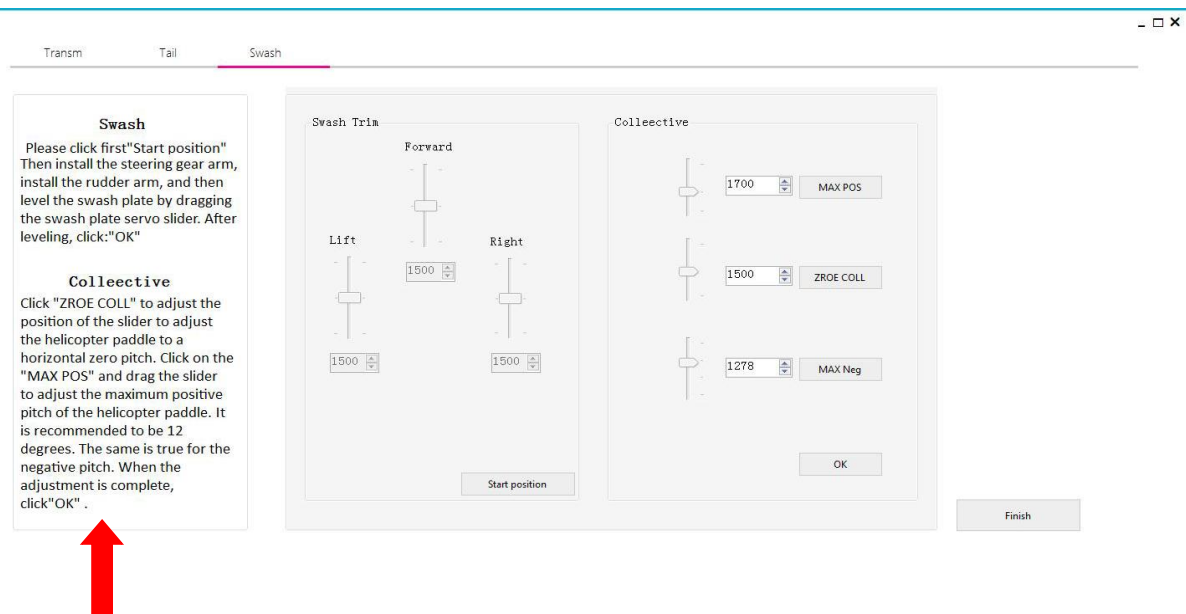 Transm Tail Swash
Swash
Please click first"Start position"
Then install the steering gear arm,
install the rudder arm, and then
level the swash plate by dragging
the swash plate servo slider. After
leveling, click:"OK"
Colleective
Click "ZROE COLL" to adjust the
position of the slider to adjust
the helicopter paddle to a
horizontal zero pitch. Click on the
"MAX POS" and drag the slider
to adjust the maximum positive
pitch of the helicopter paddle. It
is recommended to be 12
degrees. The same is true for the
negative pitch. When the
adjustment is complete,
click"OK" .
Swash Trim
Forward
1500
Lift
1500
Right
1500
Start position
Colleective
1700 MAX POS
1500 ZROE COLL
1278 MAX Neg
OK
Finish